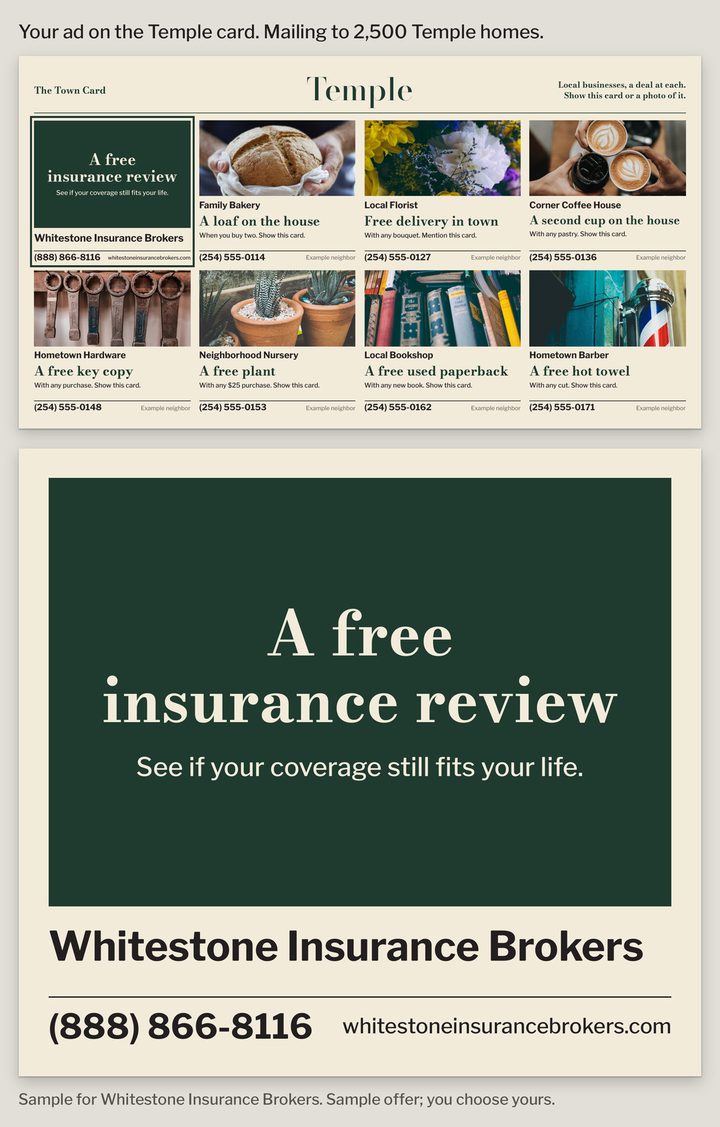 Your ad on the Temple card. Mailing to 2,500 Temple homes.
The Town Card
Temple
Local businesses, a deal at each.
Show this card or a photo of it.
A free
insurance review
See if your coverage still fits your life.
Whitestone Insurance Brokers
(888) 866-8116 whitestoneinsurancebrokers.com
Family Bakery
A loaf on the house
When you buy two. Show this card.
(254) 555-0114 Example neighbor
Local Florist
Free delivery in town
With any bouquet. Mention this card.
(254) 555-0127 Example neighbor
Corner Coffee House
A second cup on the house
With any pastry. Show this card.
(254) 555-0136 Example neighbor
Hometown Hardware
A free key copy
With any purchase. Show this card.
(254) 555-0148 Example neighbor
Neighborhood Nursery
A free plant
With any $25 purchase. Show this card.
(254) 555-0153 Example neighbor
Local Bookshop
A free used paperback
With any new book. Show this card.
(254) 555-0162 Example neighbor
Hometown Barber
A free hot towel
With any cut. Show this card.
(254) 555-0171 Example neighbor
A free
insurance review
See if your coverage still fits your life.
Whitestone Insurance Brokers
(888) 866-8116 whitestoneinsurancebrokers.com
Sample for Whitestone Insurance Brokers. Sample offer; you choose yours.